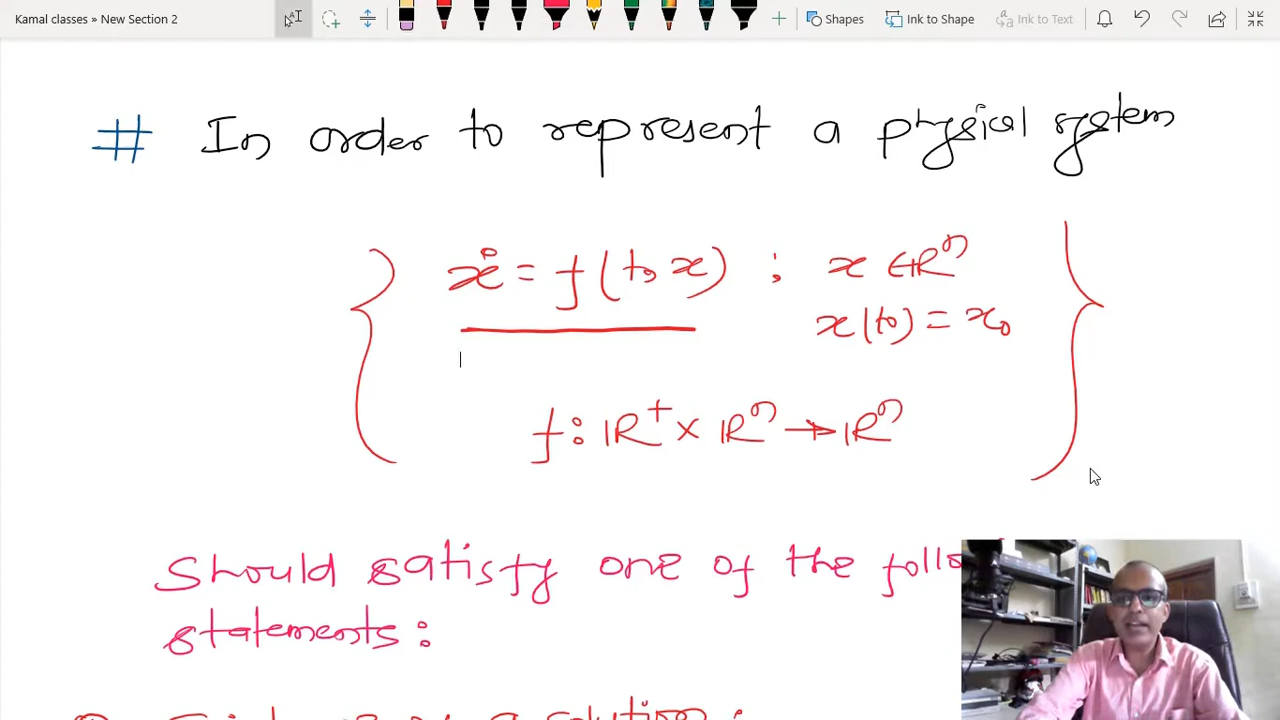 Kamal classes » New Section 2
Shapes
Ink to Shape
Ink to Text
# In order to represent a physical system
ẋ = f(t, x) ; x ∈ ℝⁿ
x(t₀) = x₀
f: ℝ⁺ × ℝⁿ → ℝⁿ
Should satisfy one of the
statements: